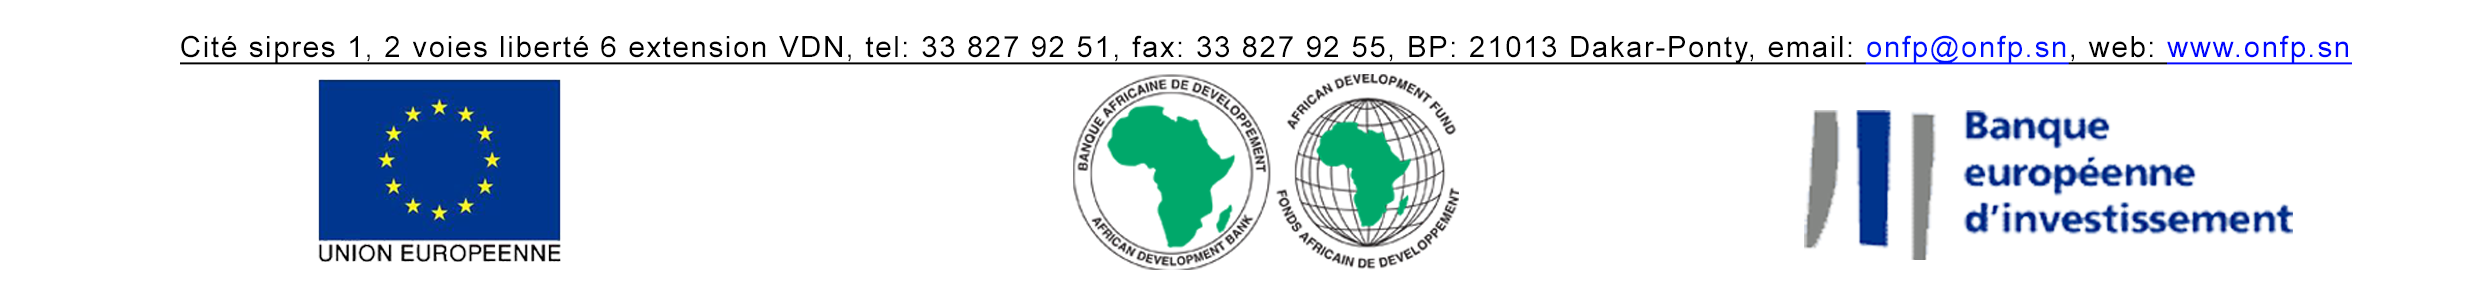 Cité sipres 1, 2 voies liberté 6 extension VDN, tel: 33 827 92 51, fax: 33 827 92 55, BP: 21013 Dakar-Ponty, email: onfp@onfp.sn, web: www.onfp.sn
UNION EUROPEENNE
BANQUE AFRICAINE DE DEVELOPPEMENT
AFRICAN DEVELOPMENT BANK
AFRICAN DEVELOPMENT FUND
FONDS AFRICAIN DE DEVELOPPEMENT
Banque
européenne
d'investissement